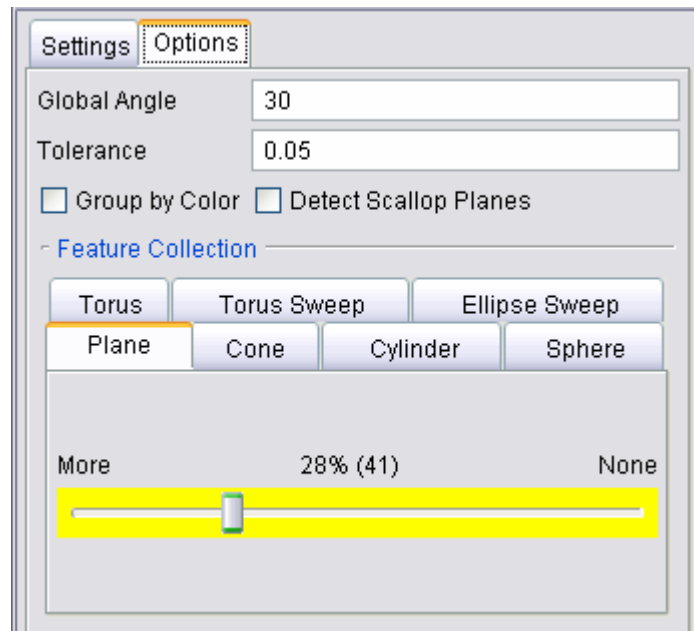 Settings Options
Global Angle 30
Tolerance 0.05
Group by Color Detect Scallop Planes
Feature Collection
Torus Torus Sweep Ellipse Sweep
Plane Cone Cylinder Sphere
More 28% (41) None